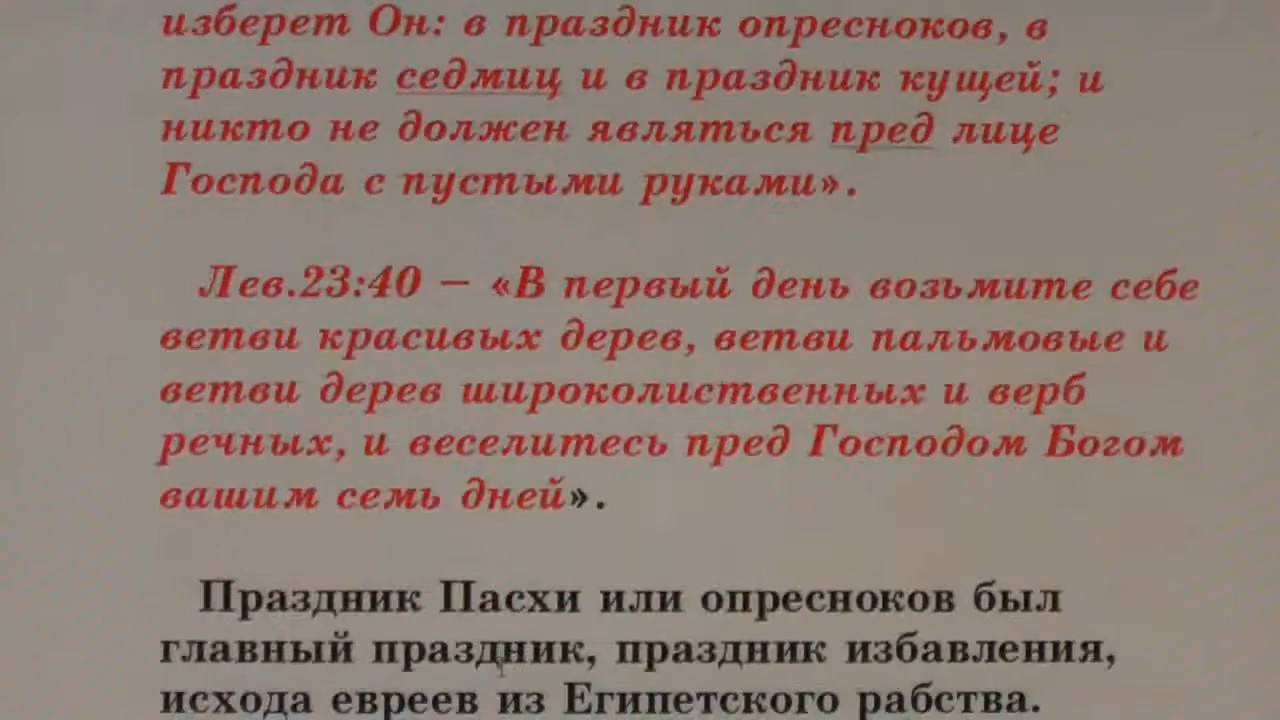 изберет Он: в праздник опресноков, в
праздник седмиц и в праздник кущей; и
никто не должен являться пред лице
Господа с пустыми руками».
Лев.23:40 – «В первый день возьмите себе
ветви красивых дерев, ветви пальмовые и
ветви дерев широколиственных и верб
речных, и веселитесь пред Господом Богом
вашим семь дней».
Праздник Пасхи или опресноков был
главный праздник, праздник избавления,
исхода евреев из Египетского рабства.